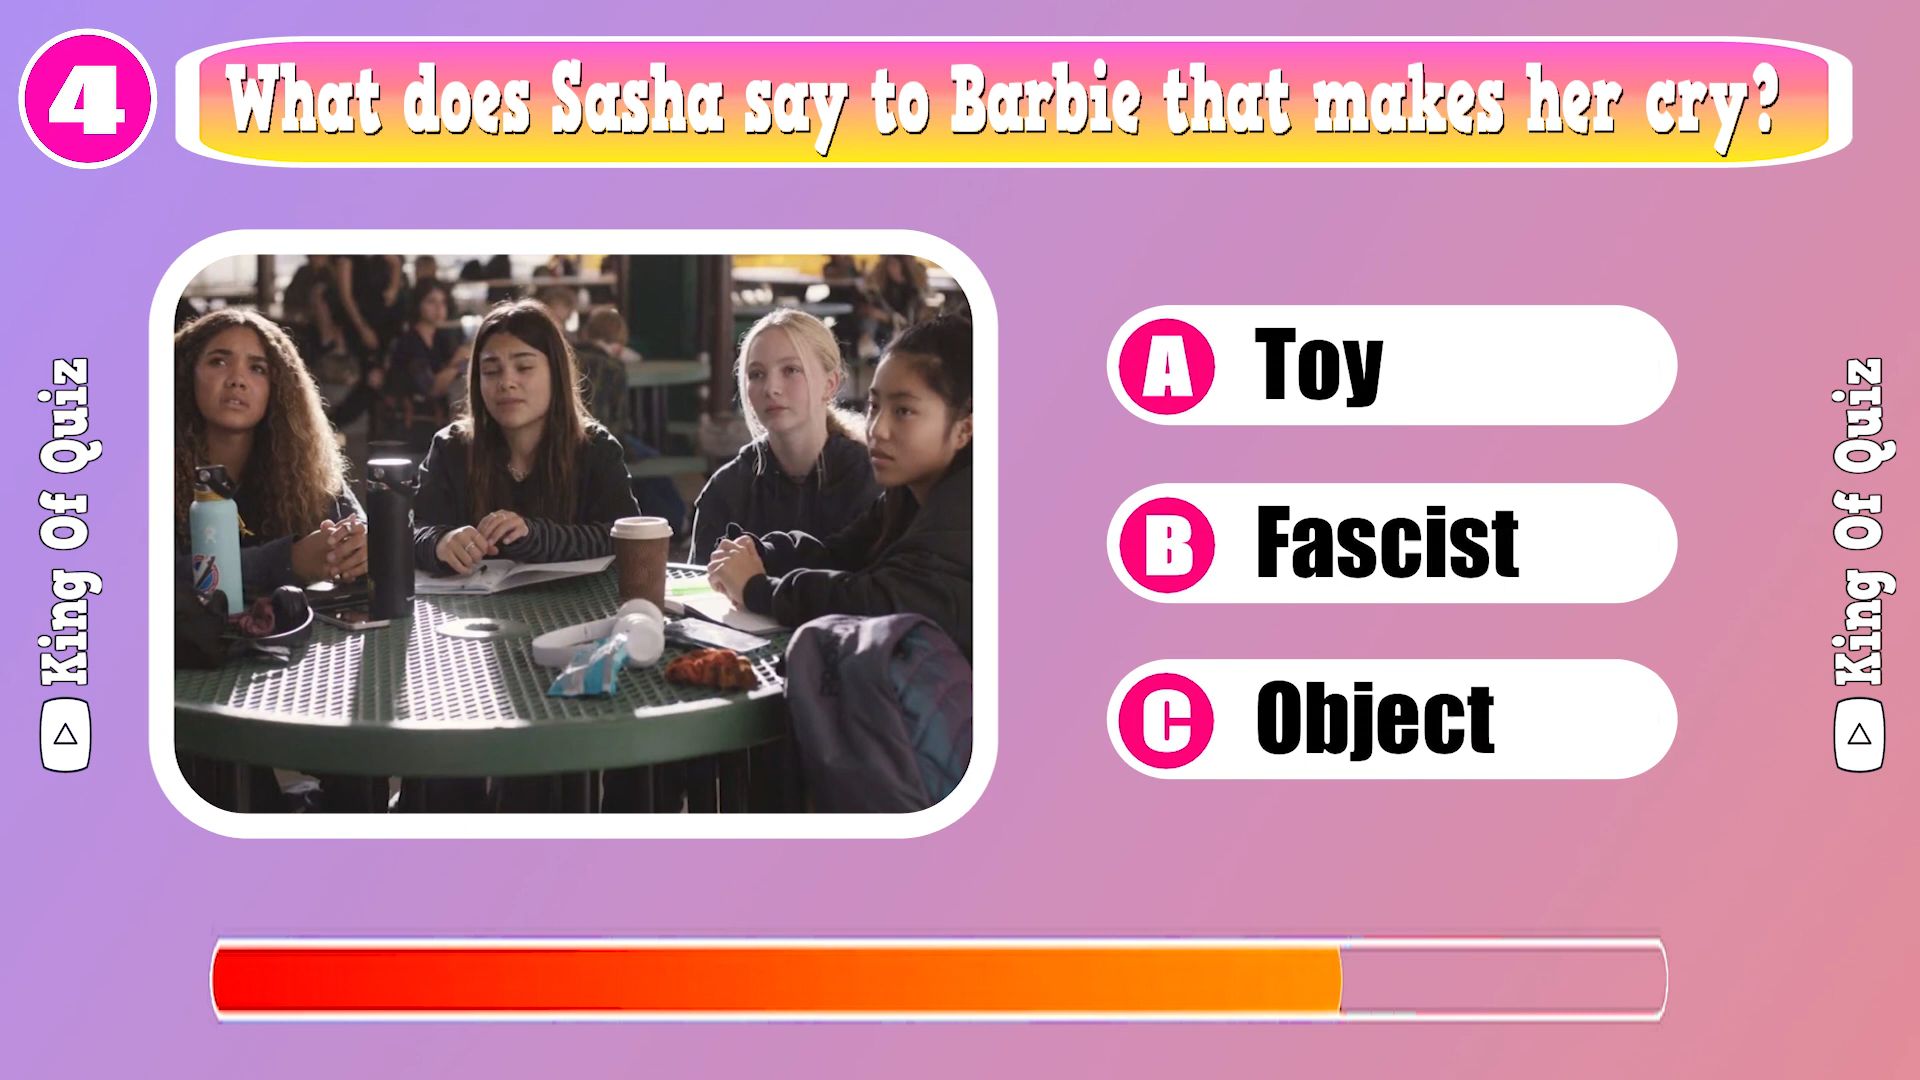 4
What does Sasha say to Barbie that makes her cry?
A Toy
B Fascist
C Object
King Of Quiz
King Of Quiz